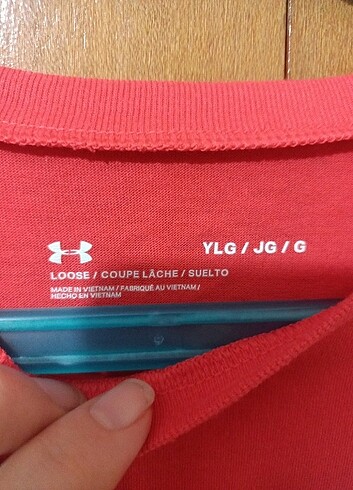 YLG / JG / G
LOOSE / COUPE LÂCHE / SUELTO
MADE IN VIETNAM / FABRIQUÉ AU VIETNAM /
HECHO EN VIETNAM